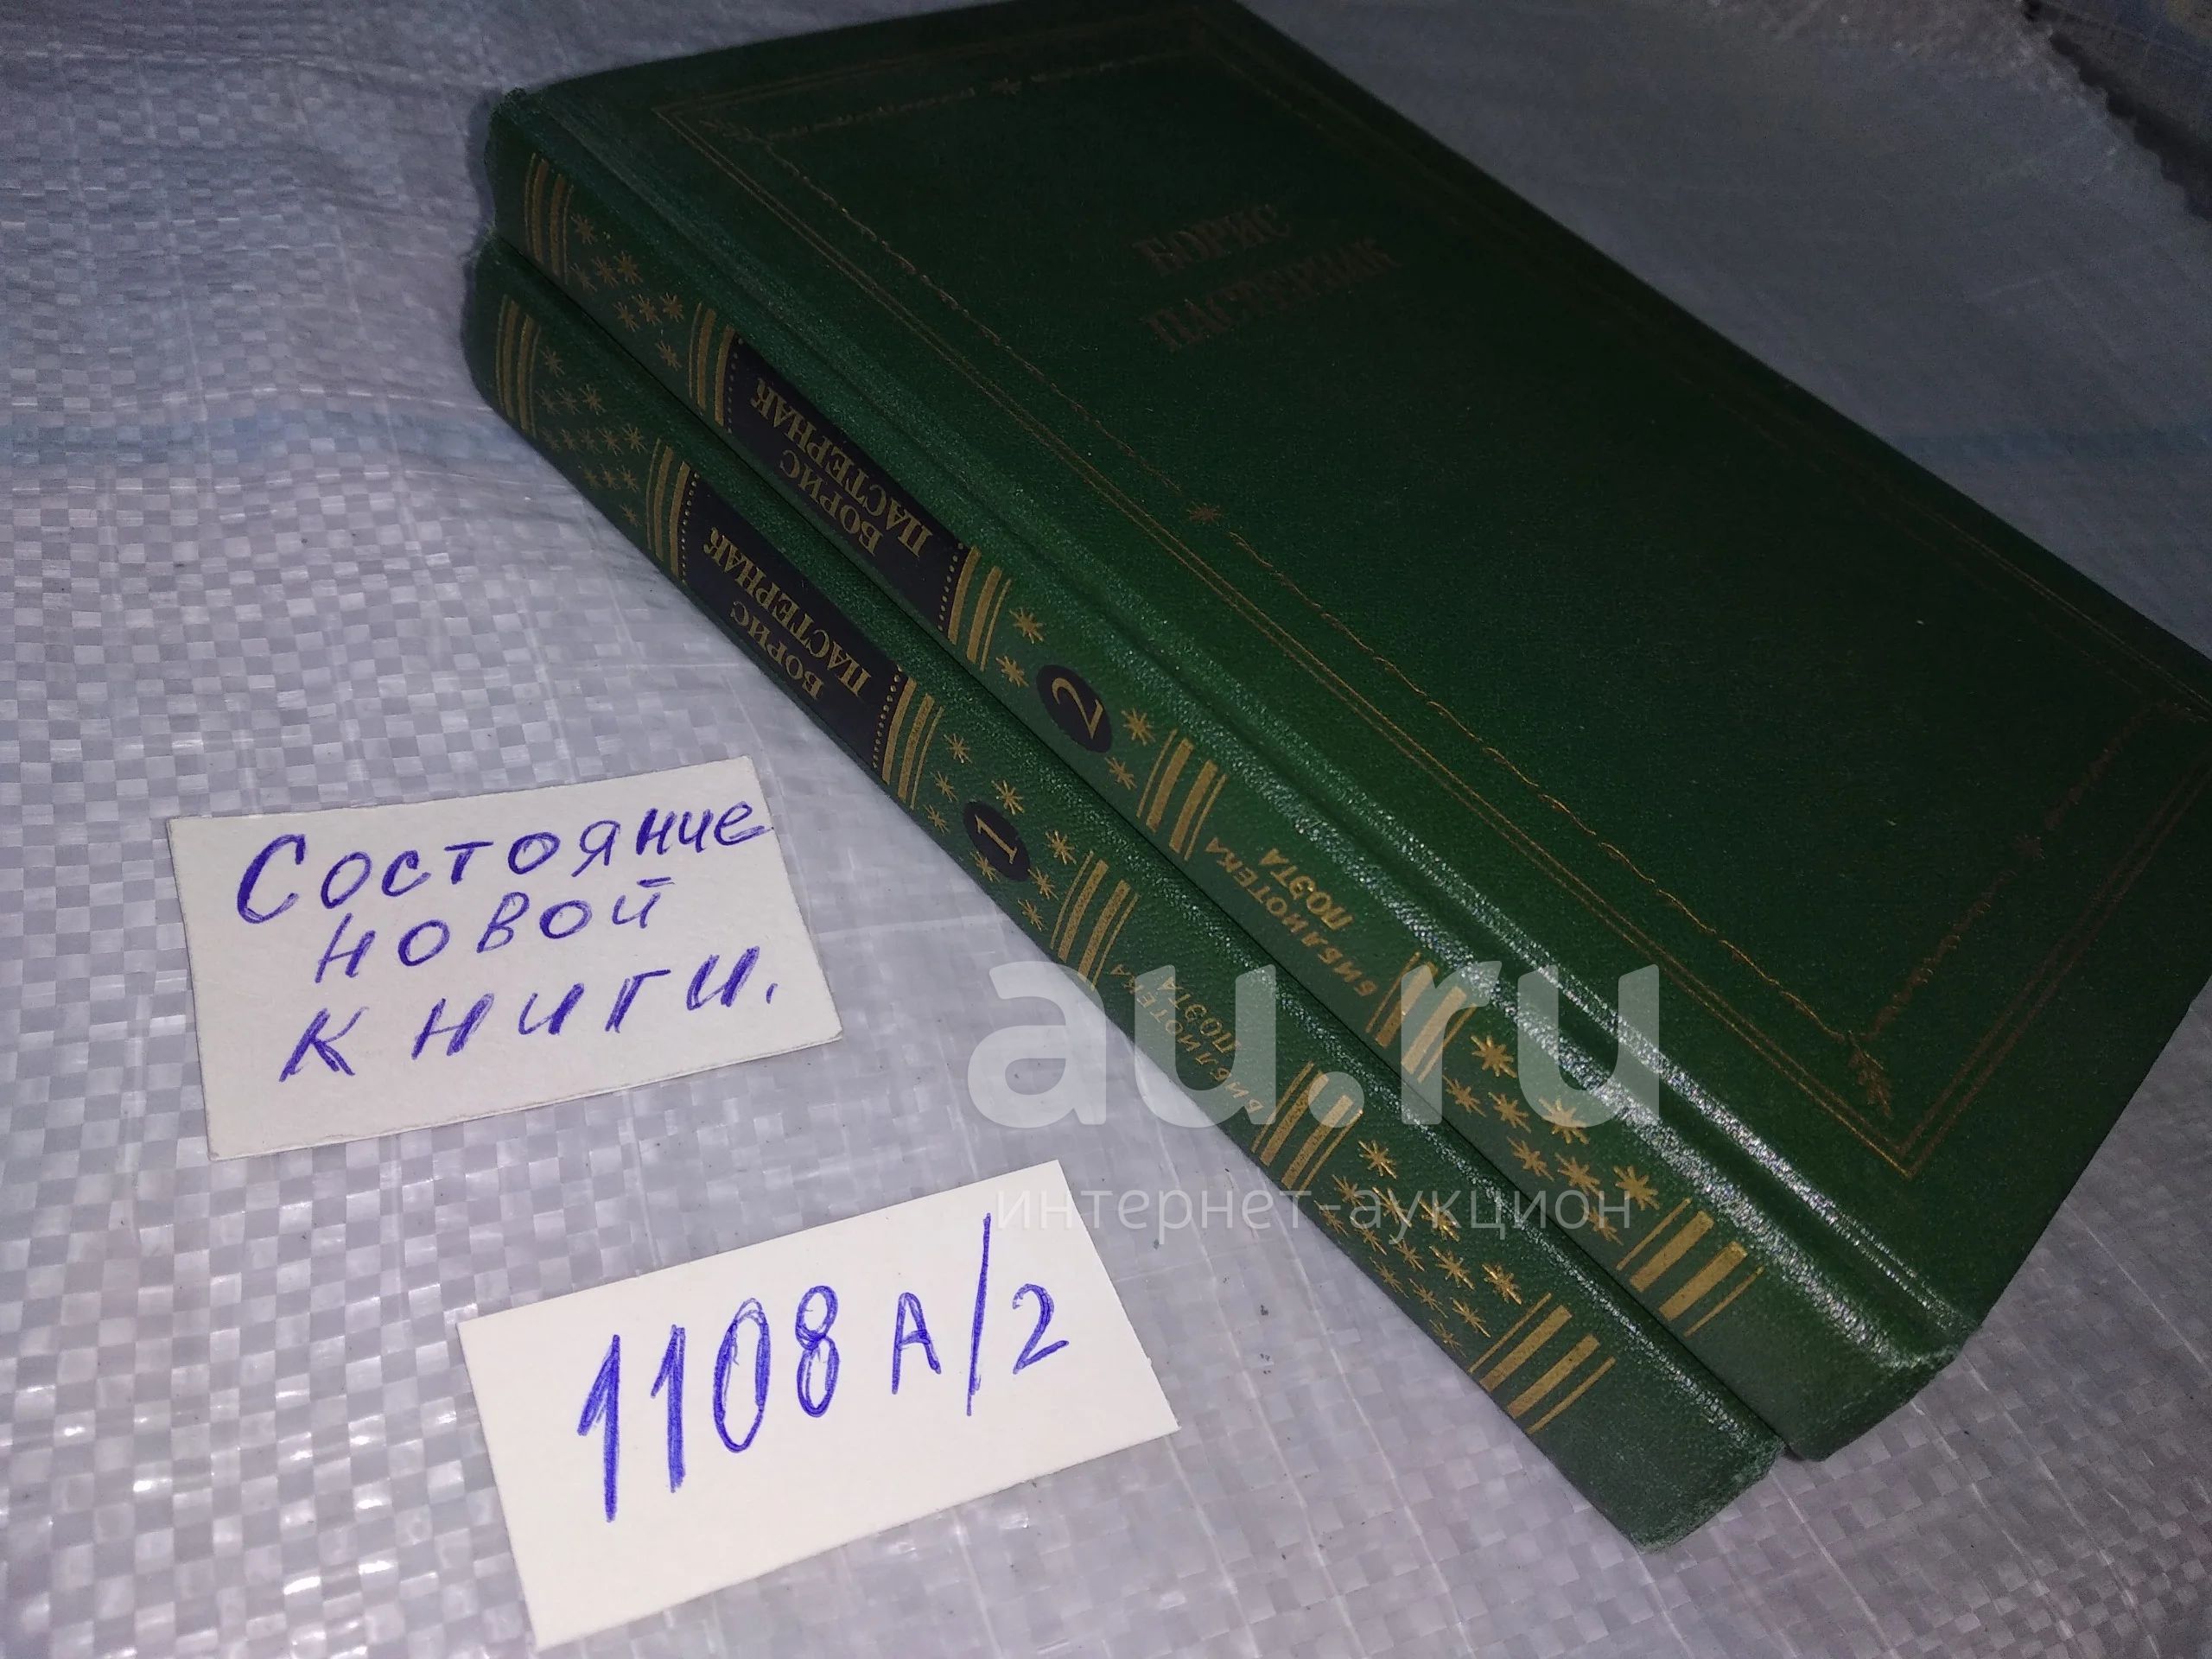 БОРИС
ПАСТЕРНАК
БОРИС
ПАСТЕРНАК
2
БИБЛИОТЕКА
ПОЭТА
БОРИС
ПАСТЕРНАК
1
БИБЛИОТЕКА
ПОЭТА
Состояние
новой
книги.
1108 А/2
au.ru
интернет-аукцион